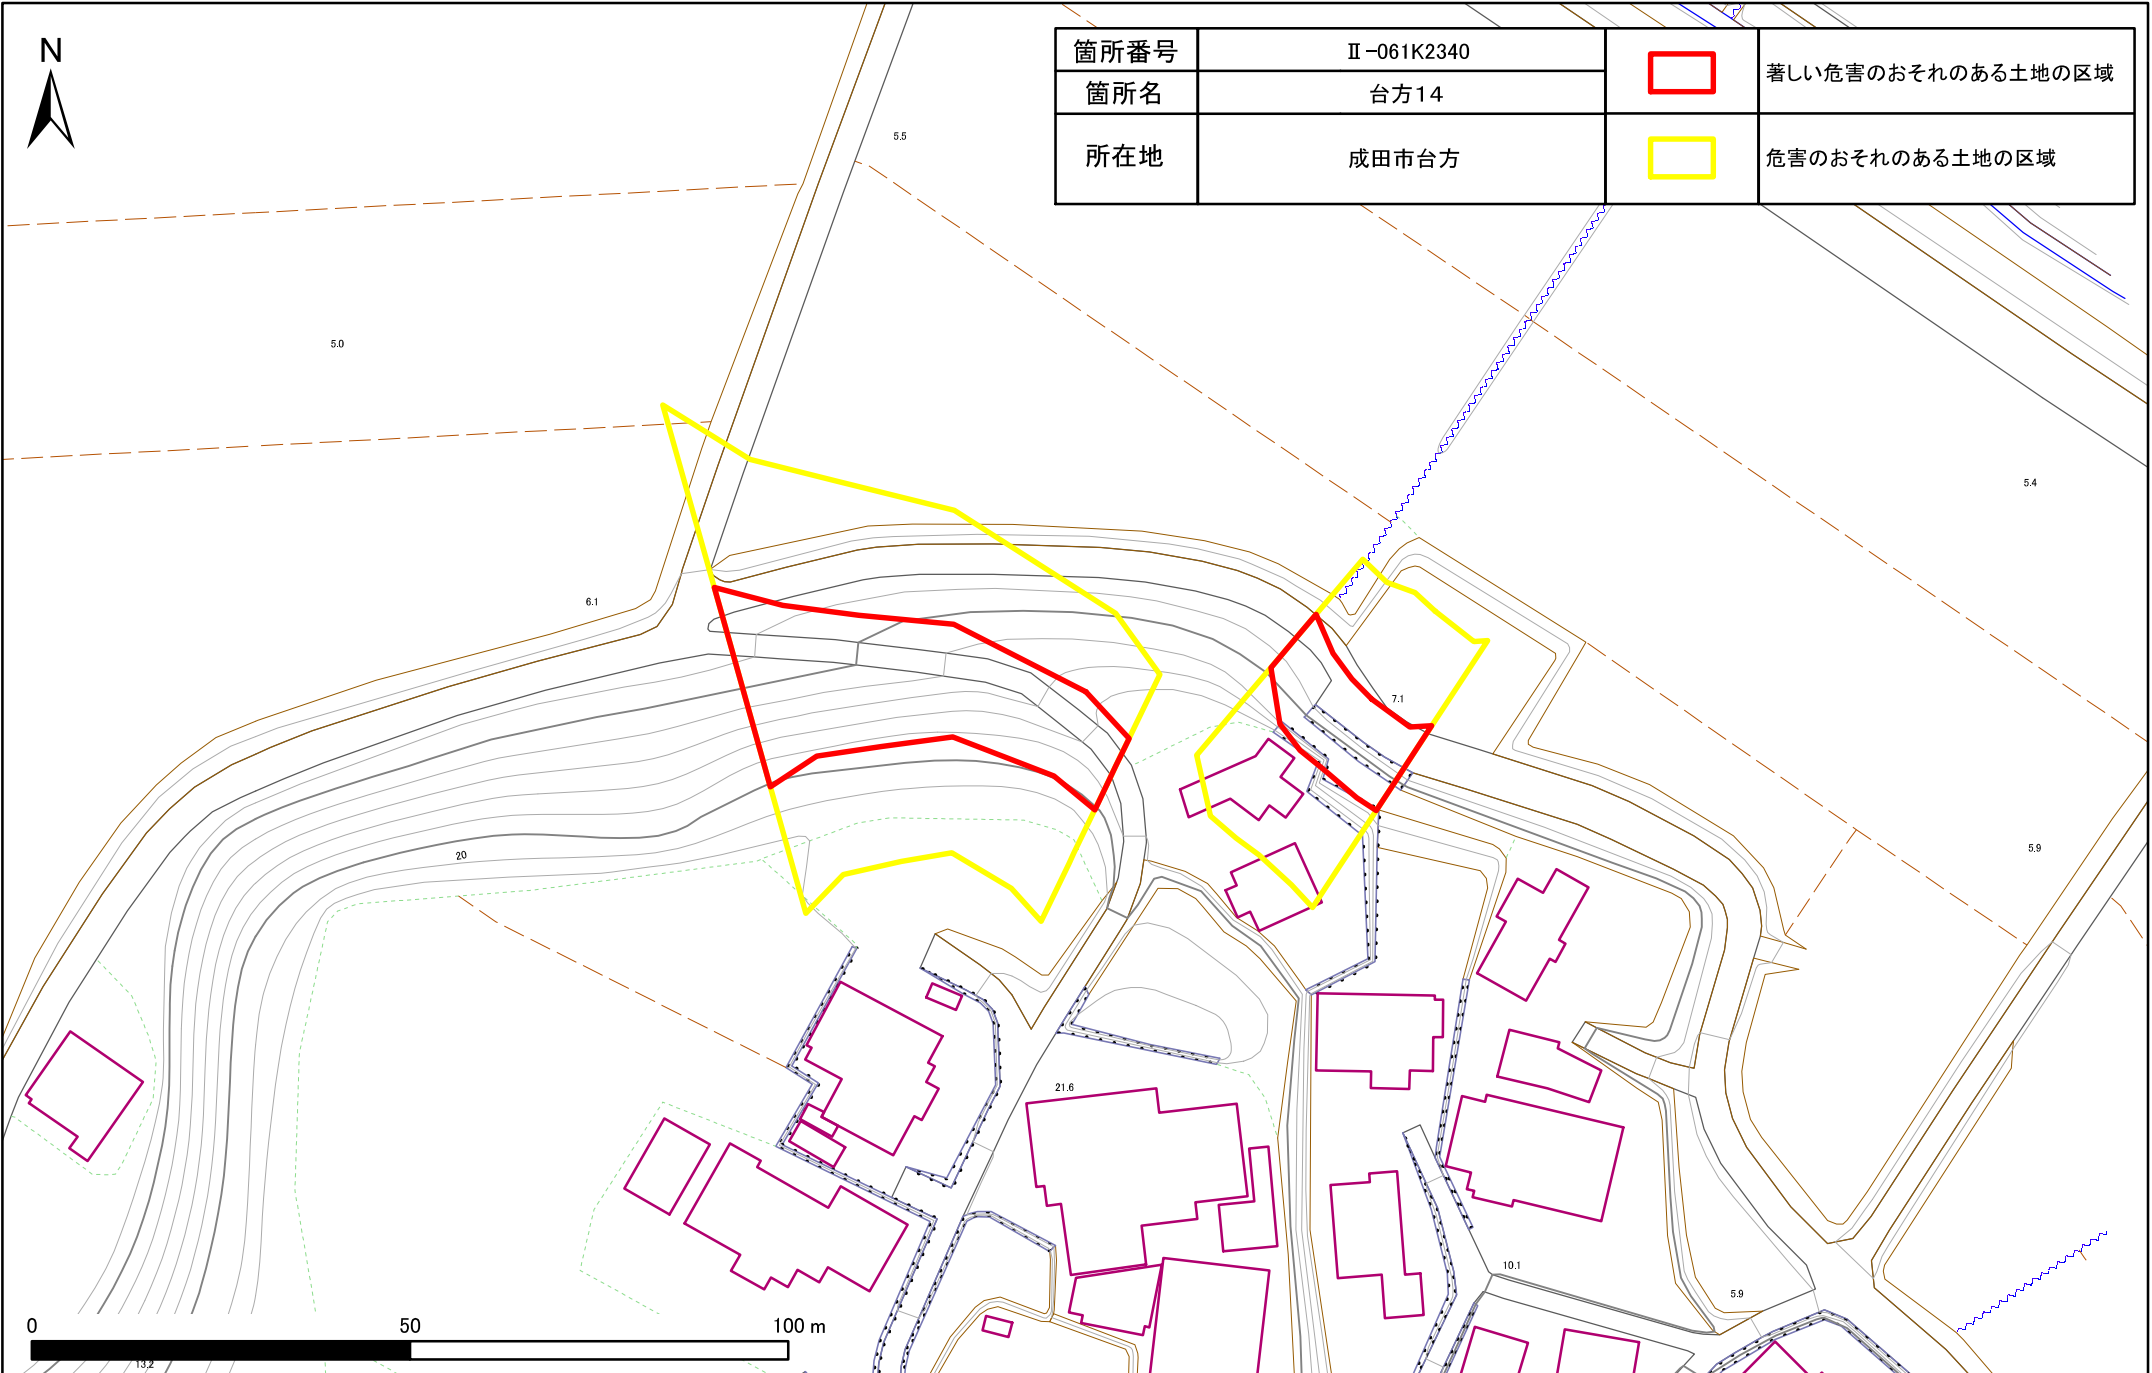 N
箇所番号 Ⅱ-061K2340
著しい危害のおそれのある土地の区域
箇所名 台方14
所在地 成田市台方
危害のおそれのある土地の区域
5.5
5.0
5.4
6.1
7.1
5.9
20
21.6
10.1
5.9
0 50 100 m
13.2